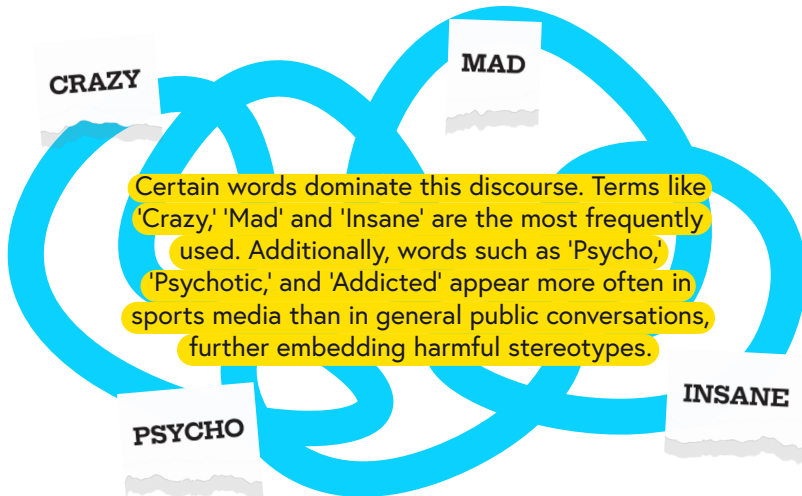 CRAZY
MAD
Certain words dominate this discourse. Terms like
'Crazy,' 'Mad' and 'Insane' are the most frequently
used. Additionally, words such as 'Psycho,'
'Psychotic,' and 'Addicted' appear more often in
sports media than in general public conversations,
further embedding harmful stereotypes.
INSANE
PSYCHO